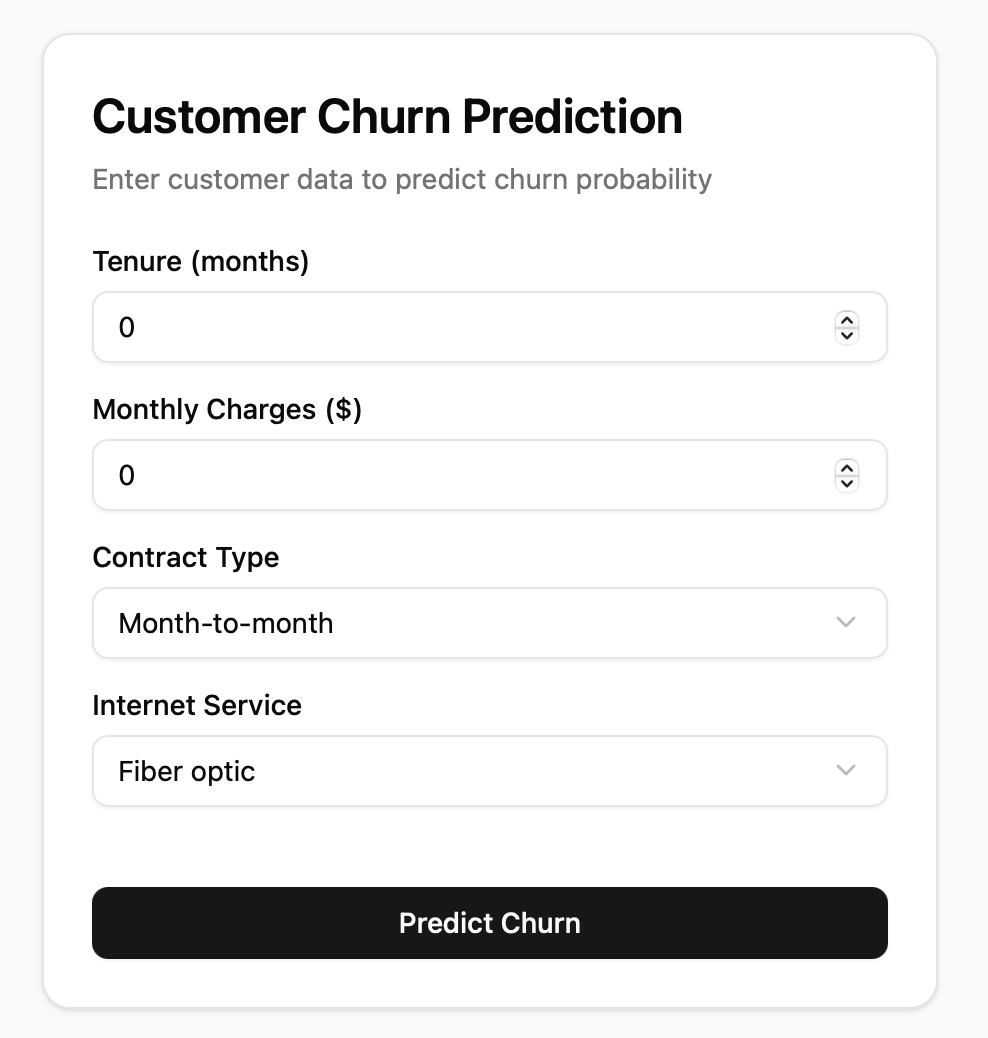 Customer Churn Prediction
Enter customer data to predict churn probability
Tenure (months)
0
Monthly Charges ($)
0
Contract Type
Month-to-month
Internet Service
Fiber optic
Predict Churn